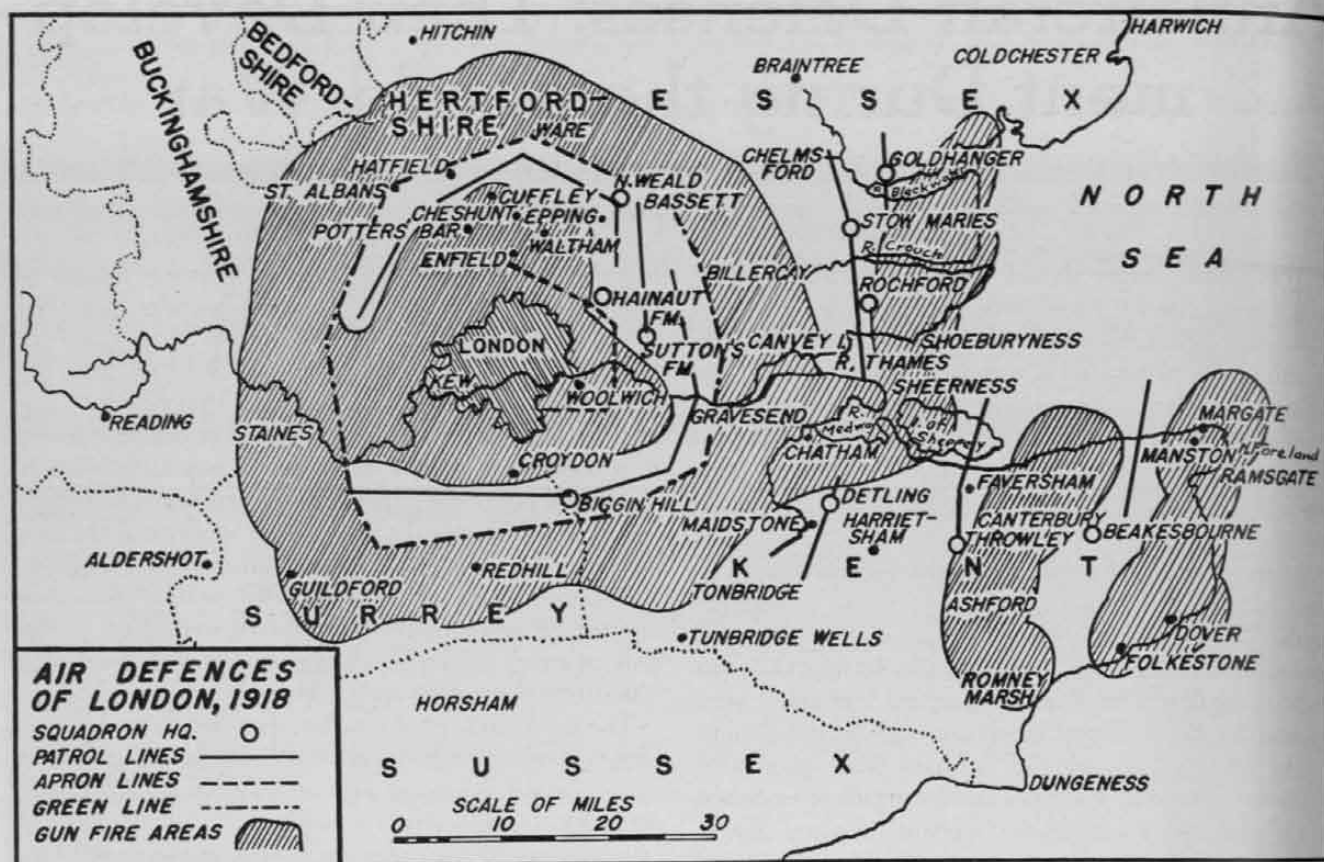 HARWICH
HITCHIN
COLDCHESTER
BEDFORD-
SHIRE
BUCKINGHAMSHIRE
BRAINTREE
HERTFORD-
SHIRE
E S S E X
WARE
CHELMS
FORD
GOLDHANGER
HATFIELD
ST. ALBANS
N. WEALD
BASSETT
R. Blackwater
N O R T H
S E A
CUFFLEY
CHESHUNT
EPPING
POTTERS
BAR
WALTHAM
STOW MARIES
R. Crouch
ENFIELD
BILLERCAY
ROCHFORD
HAINAUT
FM.
LONDON
SUTTON'S
FM
CANVEY I.
SHOEBURYNESS
R. THAMES
KEW
WOOLWICH
SHEERNESS
READING
STAINES
GRAVESEND
R.
Medway
I. of
Sheppey
MARGATE
CHATHAM
MANSTON
N. Foreland
RAMSGATE
CROYDON
FAVERSHAM
BIGGIN HILL
DETLING
MAIDSTONE
HARRIET-
SHAM
CANTERBURY
THROWLEY
BEAKESBOURNE
ALDERSHOT
GUILDFORD
REDHILL
K E N T
TONBRIDGE
ASHFORD
S U R R E Y
TUNBRIDGE WELLS
DOVER
FOLKESTONE
ROMNEY
MARSH
HORSHAM
S U S S E X
DUNGENESS
AIR DEFENCES
OF LONDON, 1918
SQUADRON HQ.
PATROL LINES
APRON LINES
GREEN LINE
GUN FIRE AREAS
SCALE OF MILES
0 10 20 30